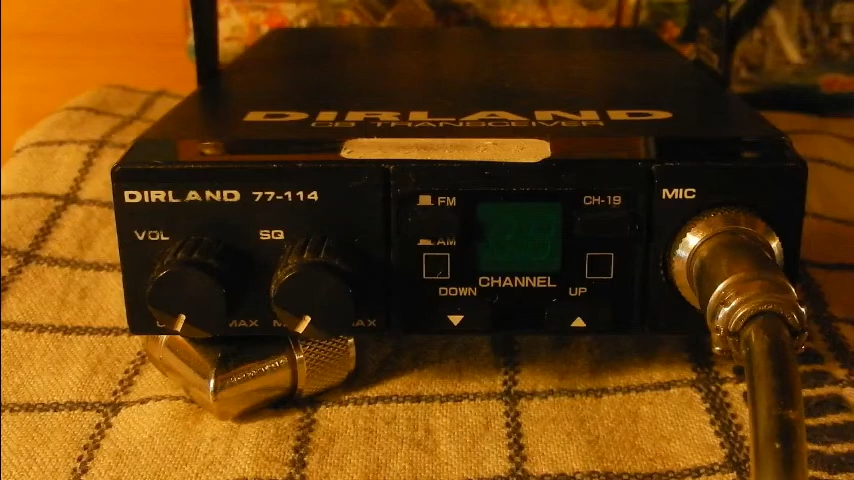 DIRLAND
CB TRANSCEIVER
DIRLAND 77-114
VOL
SQ
MAX
FM
AM
CH-19
CHANNEL
DOWN
UP
MIC